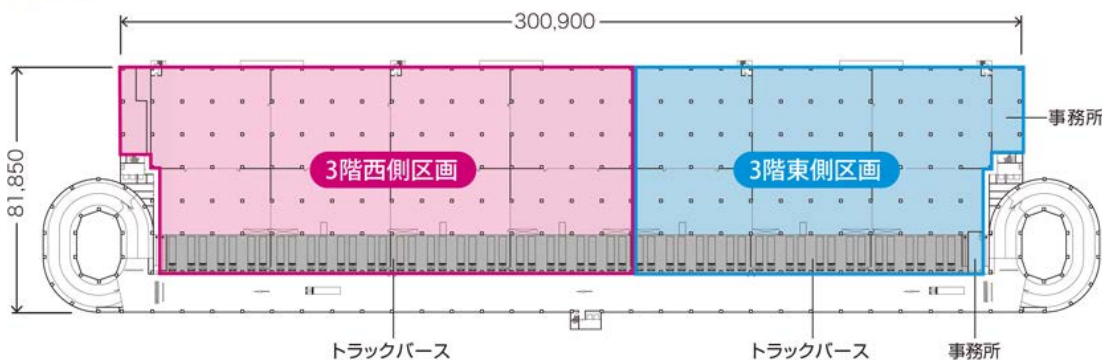 300,900
81,850
3階西側区画
3階東側区画
事務所
トラックバース
トラックバース
事務所